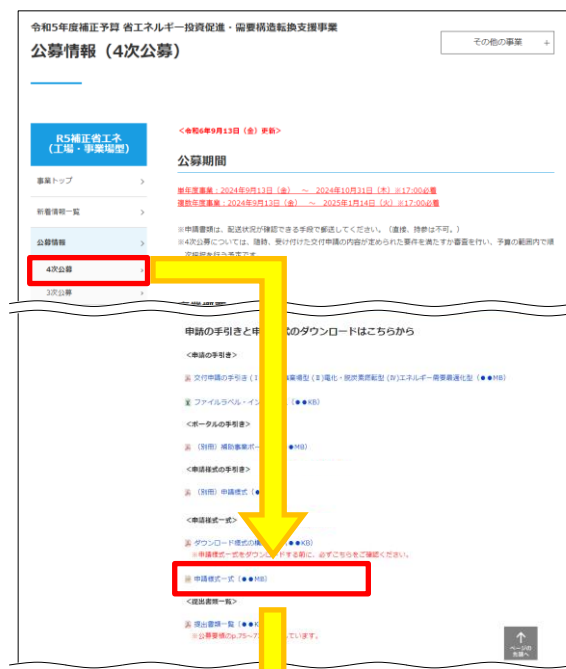 令和5年度補正予算 省エネルギー投資促進・需要構造転換支援事業
公募情報（4次公募）
その他の事業 +
R5補正省エネ
（工場・事業場型）
事業トップ
新着情報一覧
公募情報
4次公募
3次公募
<令和6年9月13日（金）更新>
公募期間
単年度事業：2024年9月13日（金） ～ 2024年10月31日（木）※17:00必着
複数年度事業：2024年9月13日（金） ～ 2025年1月14日（火）※17:00必着
※申請書類は、配送状況が確認できる手段で郵送してください。（直接、持参は不可。）
※4次公募については、随時、受け付けた交付申請の内容が定められた要件を満たすか審査を行い、予算の範囲内で順
申請の手引きと申 式のダウンロードはこちらから
<申請の手引き>
交付申請の手引き (Ⅰ 業場型 (Ⅱ)電化・脱炭素燃転型 (Ⅳ)エネルギー需要最適化型（●●MB）
ファイルラベル・イン （●●KB）
<ポータルの手引き>
（別冊）補助事業ポー ●MB）
<申請様式の手引き>
（別冊）申請様式（●
<申請様式一式>
ダウンロード様式の構 （●●KB）
※申請様式一式をダウンロードする前に、必ずこちらをご確認ください。
申請様式一式（●●MB）
<提出書類一覧>
提出書類一覧（●●K
※公募要領のp.75～7 しています。
ページの
先頭へ